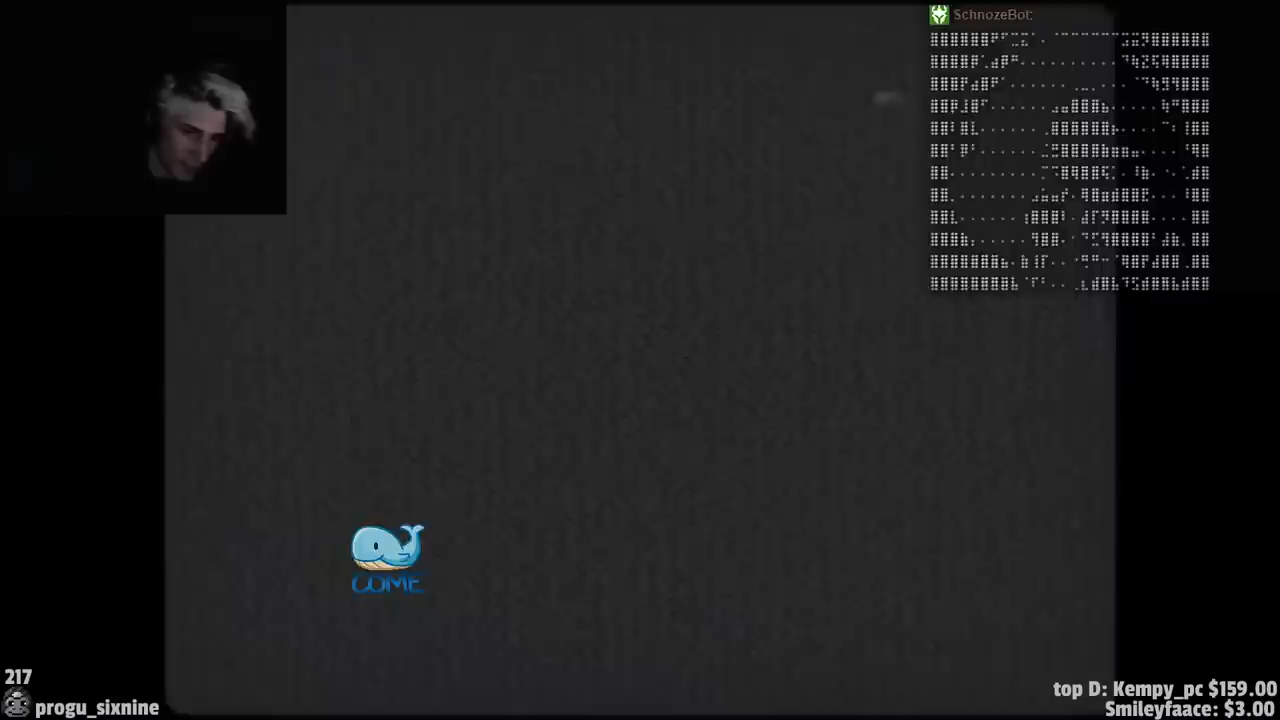 SchnozeBot:
COME
217
progu_sixnine
top D: Kempy_pc $159.00
Smileyfaace: $3.00